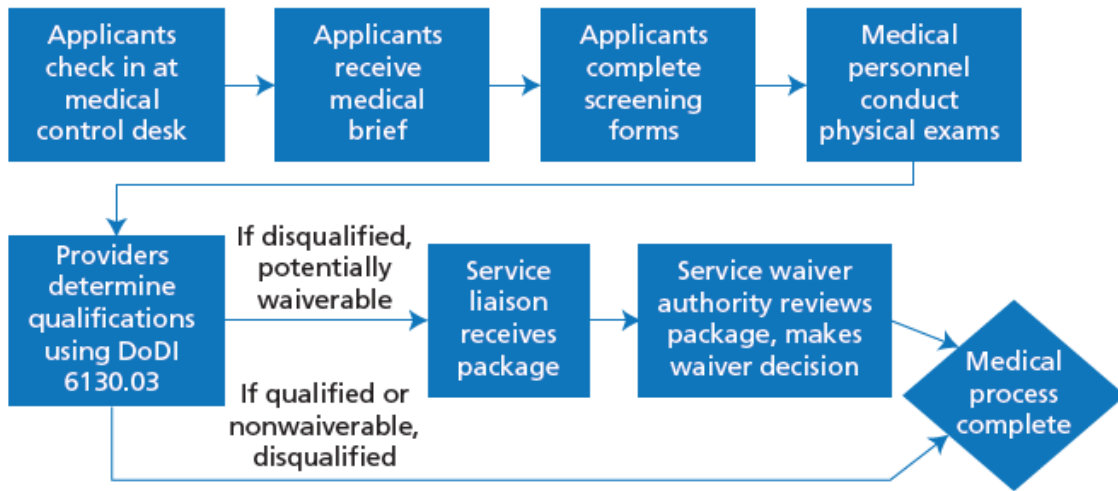 Applicants
check in at
medical
control desk
Applicants
receive
medical
brief
Applicants
complete
screening
forms
Medical
personnel
conduct
physical exams
Providers
determine
qualifications
using DoDI
6130.03
If disqualified,
potentially
waiverable
Service
liaison
receives
package
Service waiver
authority reviews
package, makes
waiver decision
If qualified or
nonwaiverable,
disqualified
Medical
process
complete